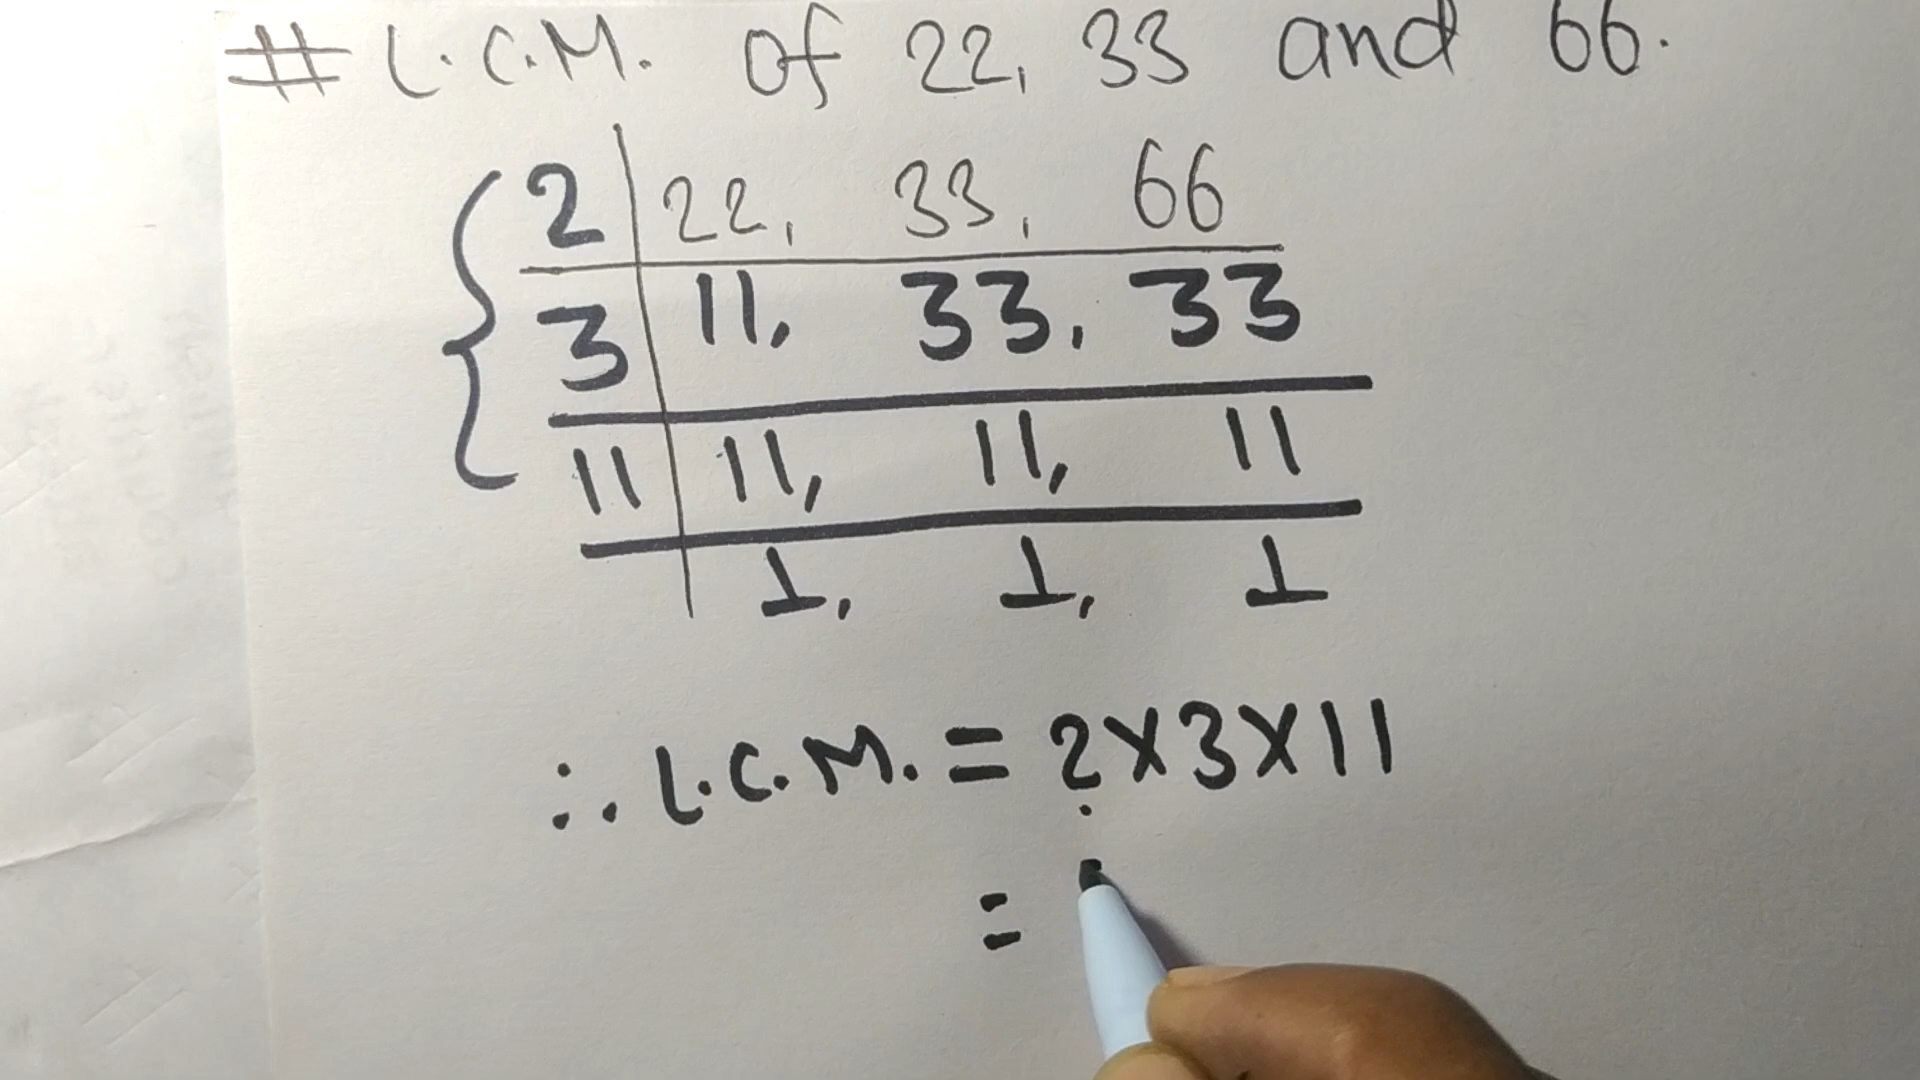 # L.C.M. of 22, 33 and 66.
2 | 22, 33, 66
3 | 11, 33, 33
11 | 11, 11, 11
1, 1, 1
∴ L.C.M. = 2×3×11
=